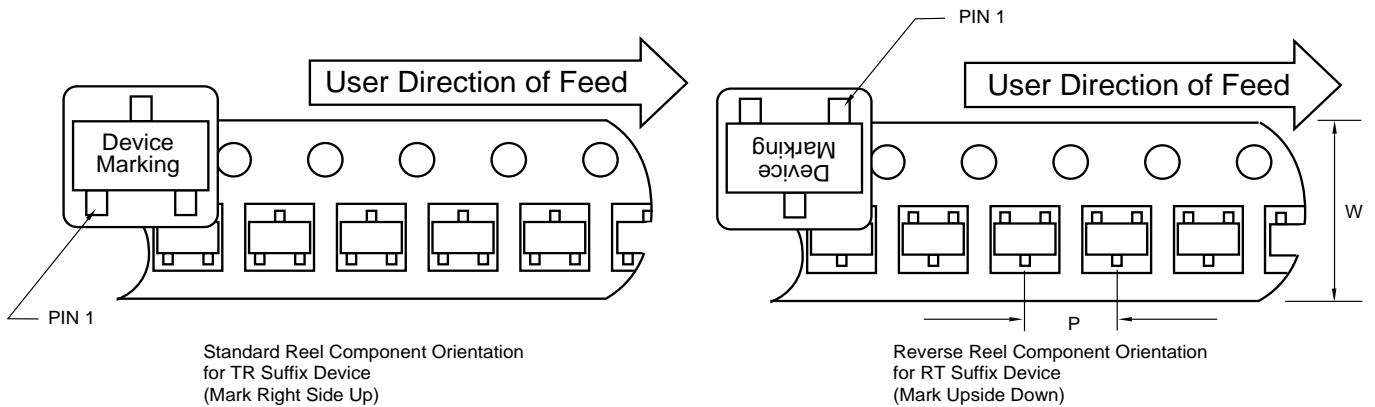 PIN 1
User Direction of Feed
Device
Marking
PIN 1
Standard Reel Component Orientation
for TR Suffix Device
(Mark Right Side Up)
User Direction of Feed
Device
Marking
W
P
Reverse Reel Component Orientation
for RT Suffix Device
(Mark Upside Down)